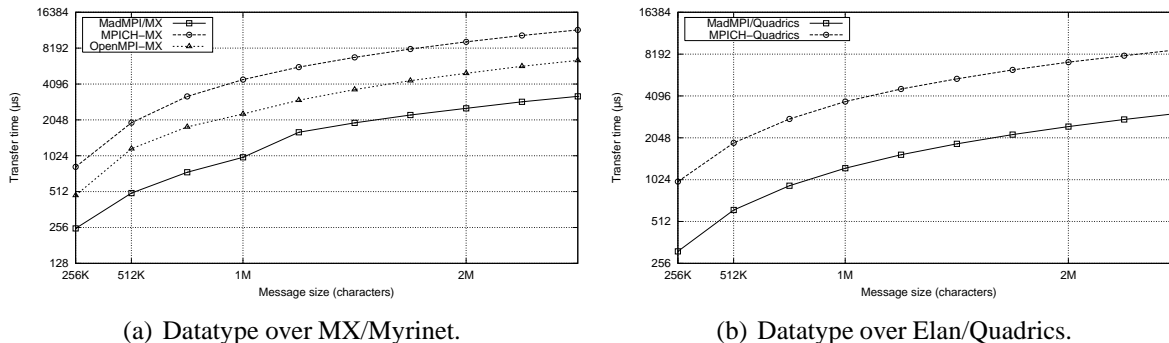 16384
8192
4096
2048
1024
512
256
128
Transfer time (µs)
MadMPI/MX
MPICH-MX
OpenMPI-MX
256K 512K 1M 2M
Message size (characters)
(a) Datatype over MX/Myrinet.
16384
8192
4096
2048
1024
512
256
Transfer time (µs)
MadMPI/Quadrics
MPICH-Quadrics
256K 512K 1M 2M
Message size (characters)
(b) Datatype over Elan/Quadrics.